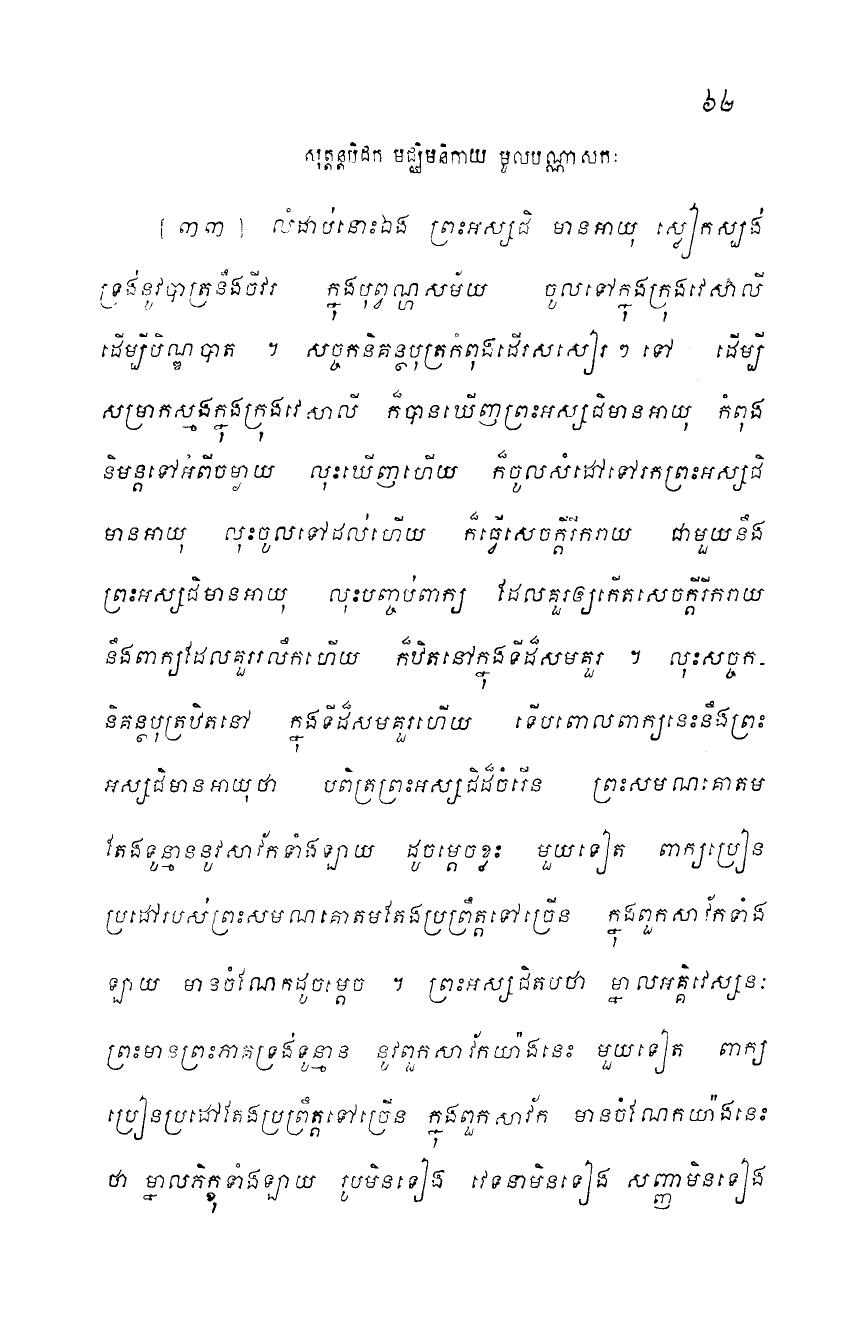 ៦២
សុត្តន្តបិដក មជ្ឈិមនិកាយ មូលបណ្ណាសកៈ
[៣៣] លំដាប់នោះឯង ព្រះអស្សជិ មានអាយុ ស្លៀកស្បង់
ទ្រង់នូវបាត្រនឹងចីវរ ក្នុងបុព្វណ្ហសម័យ ចូលទៅក្នុងក្រុងវេសាលី
ដើម្បីបិណ្ឌបាត ។ សច្ចកនិគន្ថបុត្រកំពុងដើរសសៀរ ៗ ទៅ ដើម្បី
សម្រាកស្មងក្នុងក្រុងវេសាលី ក៏បានឃើញព្រះអស្សជិមានអាយុ កំពុង
និមន្តទៅអំពីចម្ងាយ លុះឃើញហើយ ក៏ចូលសំដៅទៅរកព្រះអស្សជិ
មានអាយុ លុះចូលទៅដល់ហើយ ក៏ធ្វើសេចក្តីរីករាយ ជាមួយនឹង
ព្រះអស្សជិមានអាយុ លុះបញ្ចប់ពាក្យ ដែលគួរឲ្យកើតសេចក្តីរីករាយ
នឹងពាក្យដែលគួររលឹកហើយ ក៏ឋិតនៅក្នុងទីដ៏សមគួរ ។ លុះសច្ចក-
និគន្ថបុត្រឋិតនៅ ក្នុងទីដ៏សមគួរហើយ ទើបពោលពាក្យនេះនឹងព្រះ
អស្សជិមានអាយុថា បពិត្រព្រះអស្សជិដ៏ចំរើន ព្រះសមណគោតម
តែងទូន្មាននូវសាវ័កទាំងឡាយ ដូចម្តេចខ្លះ មួយទៀត ពាក្យប្រៀន
ប្រដៅរបស់ព្រះសមណគោតមតែងប្រព្រឹត្តទៅច្រើន ក្នុងពួកសាវ័កទាំង
ឡាយ មានចំណែកដូចម្តេច ។ ព្រះអស្សជិតបថា ម្នាលអគ្គិវេស្សនៈ
ព្រះមានព្រះភាគទ្រង់ទូន្មាន នូវពួកសាវ័កយ៉ាងនេះ មួយទៀត ពាក្យ
ប្រៀនប្រដៅតែងប្រព្រឹត្តទៅច្រើន ក្នុងពួកសាវ័ក មានចំណែកយ៉ាងនេះ
ថា ម្នាលភិក្ខុទាំងឡាយ រូបមិនទៀង វេទនាមិនទៀង សញ្ញាមិនទៀង